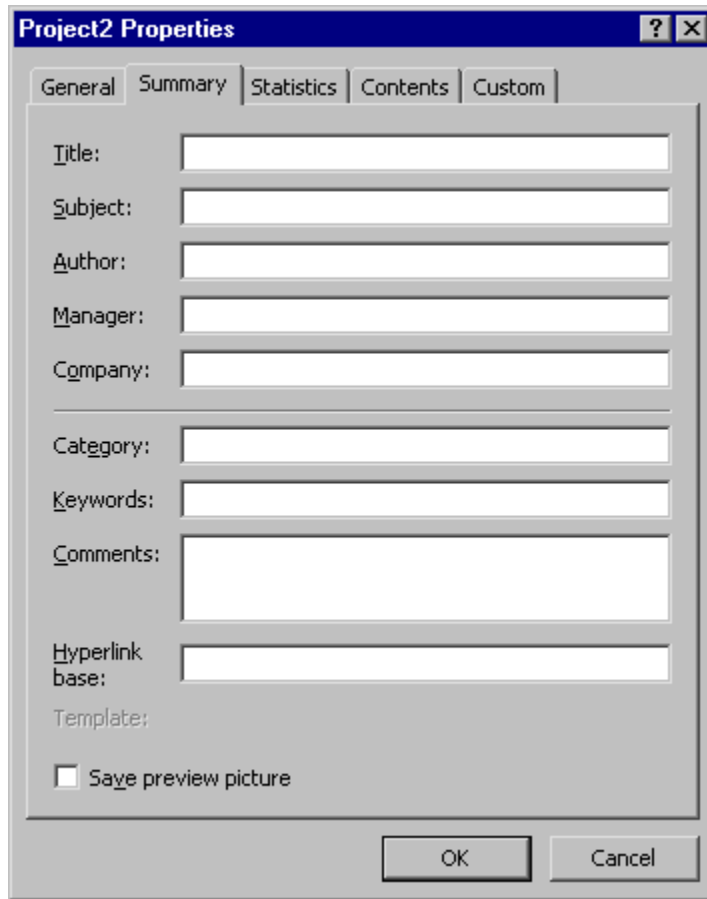 Project2 Properties
General Summary Statistics Contents Custom
Title:
Subject:
Author:
Manager:
Company:
Category:
Keywords:
Comments:
Hyperlink
base:
Template:
Save preview picture
OK Cancel